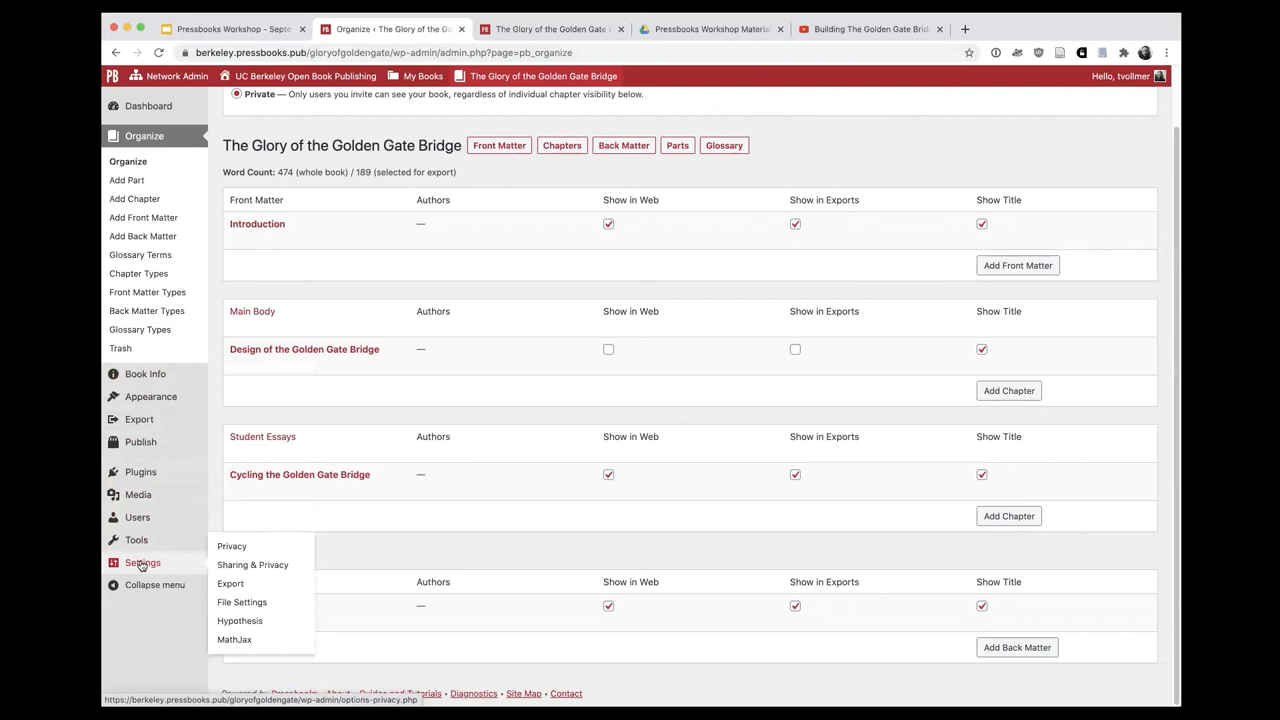 Pressbooks Workshop - Septe
Organize ‹ The Glory of the Go
The Glory of the Golden Gate
Pressbooks Workshop Material
Building The Golden Gate Brid
berkeley.pressbooks.pub/gloryofgoldengate/wp-admin/admin.php?page=pb_organize
PB Network Admin UC Berkeley Open Book Publishing My Books The Glory of the Golden Gate Bridge Hello, tvollmer
Dashboard
Organize
Organize
Add Part
Add Chapter
Add Front Matter
Add Back Matter
Glossary Terms
Chapter Types
Front Matter Types
Back Matter Types
Glossary Types
Trash
Book Info
Appearance
Export
Publish
Plugins
Media
Users
Tools
Settings
Collapse menu
Privacy
Sharing & Privacy
Export
File Settings
Hypothesis
MathJax
Private — Only users you invite can see your book, regardless of individual chapter visibility below.
The Glory of the Golden Gate Bridge Front Matter Chapters Back Matter Parts Glossary
Word Count: 474 (whole book) / 189 (selected for export)
Front Matter Authors Show in Web Show in Exports Show Title
Introduction —
Add Front Matter
Main Body Authors Show in Web Show in Exports Show Title
Design of the Golden Gate Bridge —
Add Chapter
Student Essays Authors Show in Web Show in Exports Show Title
Cycling the Golden Gate Bridge —
Add Chapter
Authors Show in Web Show in Exports Show Title
—
Add Back Matter
Powered by Pressbooks About Guides and Tutorials • Diagnostics • Site Map • Contact
https://berkeley.pressbooks.pub/gloryofgoldengate/wp-admin/options-privacy.php